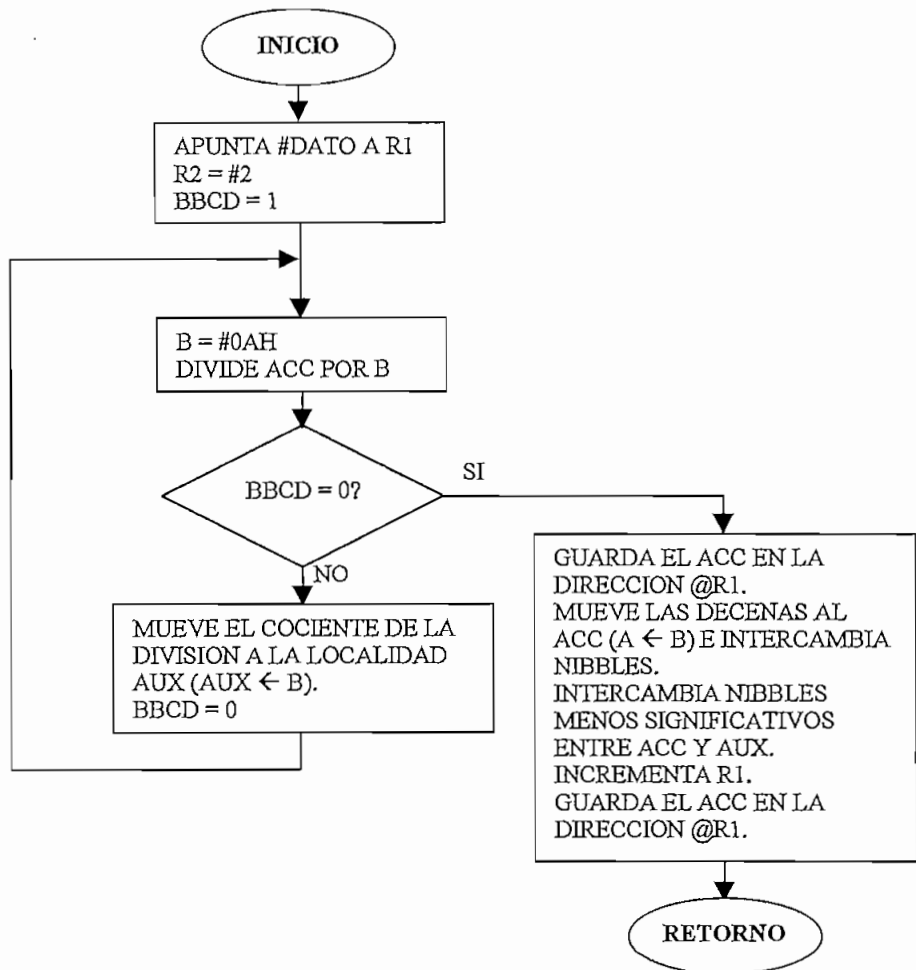 INICIO
APUNTA #DATO A R1
R2 = #2
BBCD = 1
B = #0AH
DIVIDE ACC POR B
BBCD = 0?
SI
NO
MUEVE EL COCIENTE DE LA
DIVISION A LA LOCALIDAD
AUX (AUX ← B).
BBCD = 0
GUARDA EL ACC EN LA
DIRECCION @R1.
MUEVE LAS DECENAS AL
ACC (A ← B) E INTERCAMBIA
NIBBLES.
INTERCAMBIA NIBBLES
MENOS SIGNIFICATIVOS
ENTRE ACC Y AUX.
INCREMENTA R1.
GUARDA EL ACC EN LA
DIRECCION @R1.
RETORNO